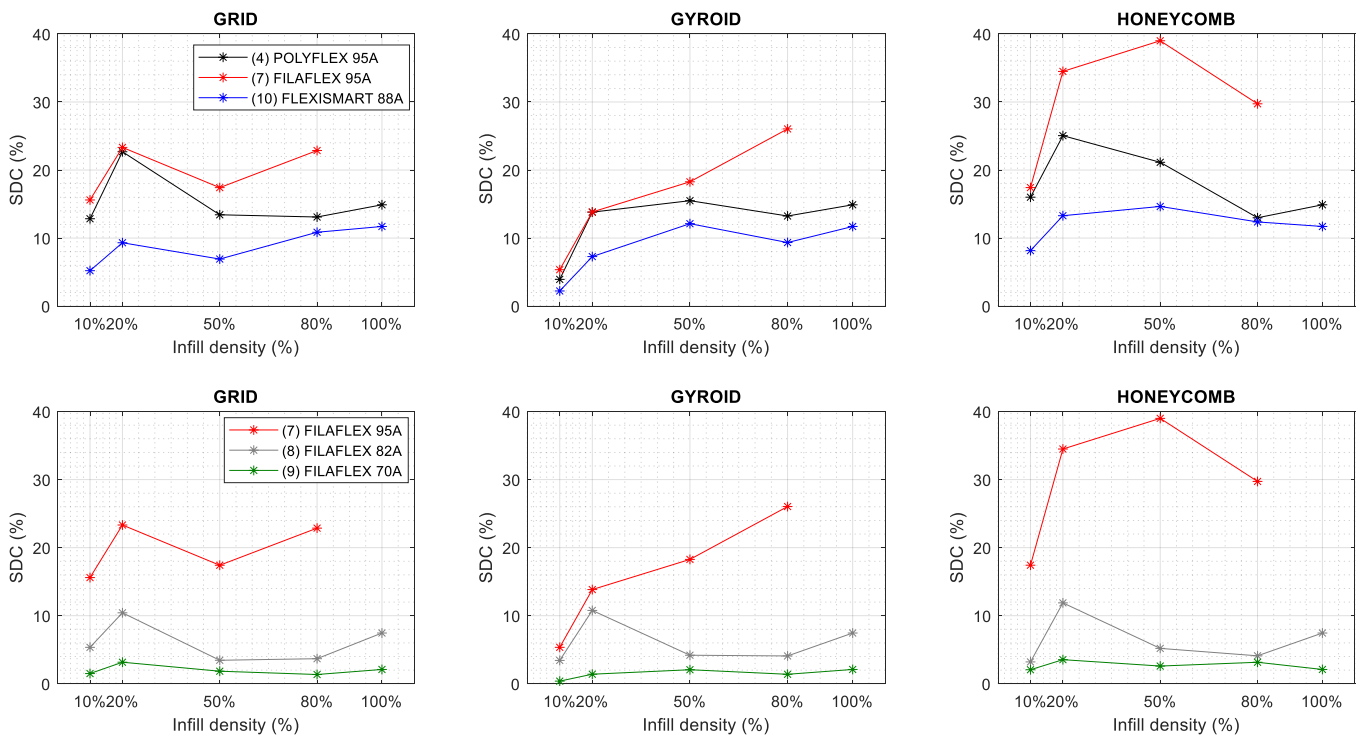 GRID
40
30
20
10
0
SDC (%)
(4) POLYFLEX 95A
(7) FILAFLEX 95A
(10) FLEXISMART 88A
10%20% 50% 80% 100%
Infill density (%)
GYROID
40
30
20
10
0
SDC (%)
10%20% 50% 80% 100%
Infill density (%)
HONEYCOMB
40
30
20
10
0
SDC (%)
10%20% 50% 80% 100%
Infill density (%)
GRID
40
30
20
10
0
SDC (%)
(7) FILAFLEX 95A
(8) FILAFLEX 82A
(9) FILAFLEX 70A
10%20% 50% 80% 100%
Infill density (%)
GYROID
40
30
20
10
0
SDC (%)
10%20% 50% 80% 100%
Infill density (%)
HONEYCOMB
40
30
20
10
0
SDC (%)
10%20% 50% 80% 100%
Infill density (%)